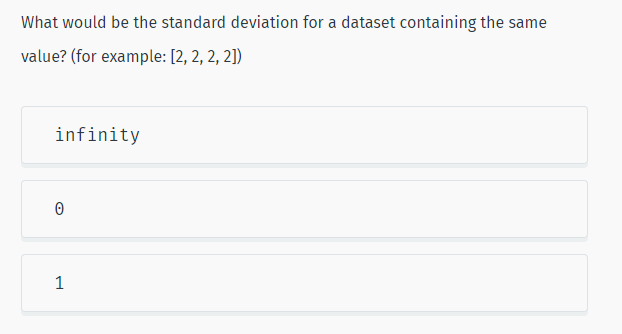 What would be the standard deviation for a dataset containing the same
value? (for example: [2, 2, 2, 2])
infinity
0
1